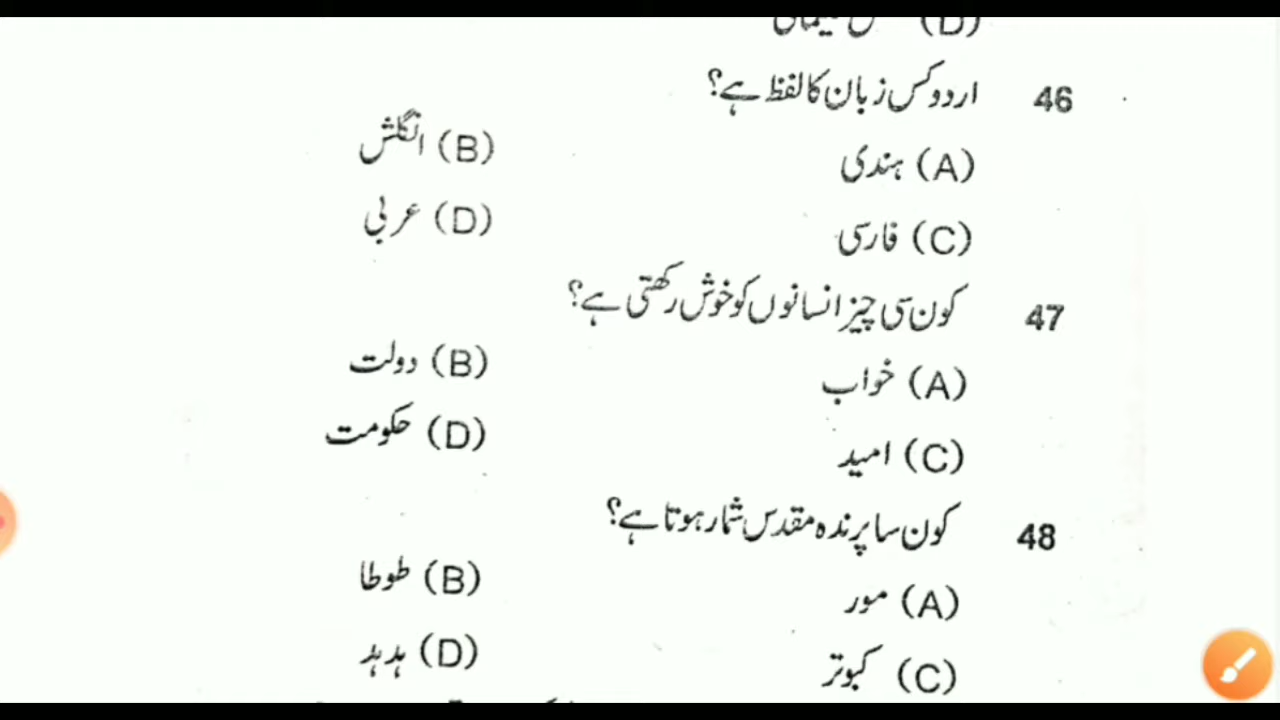 (D)
46 اردو کس زبان کا لفظ ہے؟
(A) ہندی (B) انگلش
(C) فارسی (D) عربی
47 کون سی چیز انسانوں کو خوش رکھتی ہے؟
(A) خواب (B) دولت
(C) امید (D) حکومت
48 کون سا پرندہ مقدس شمار ہوتا ہے؟
(A) مور (B) طوطا
(C) کبوتر (D) ہدہد